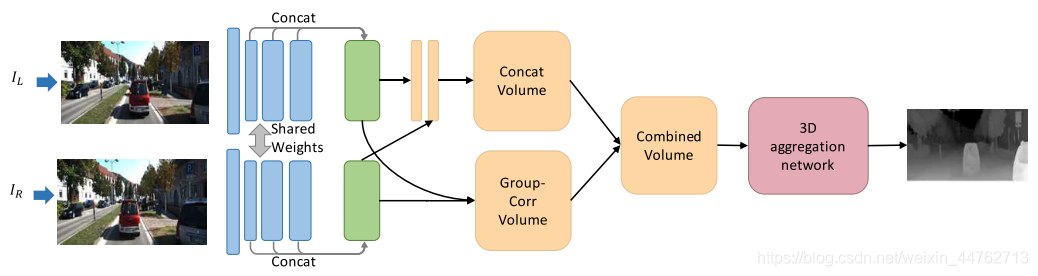 Concat
I_L
Shared
Weights
Concat
Volume
Combined
Volume
3D
aggregation
network
I_R
Group-
Corr
Volume
Concat
https://blog.csdn.net/weixin_44762713